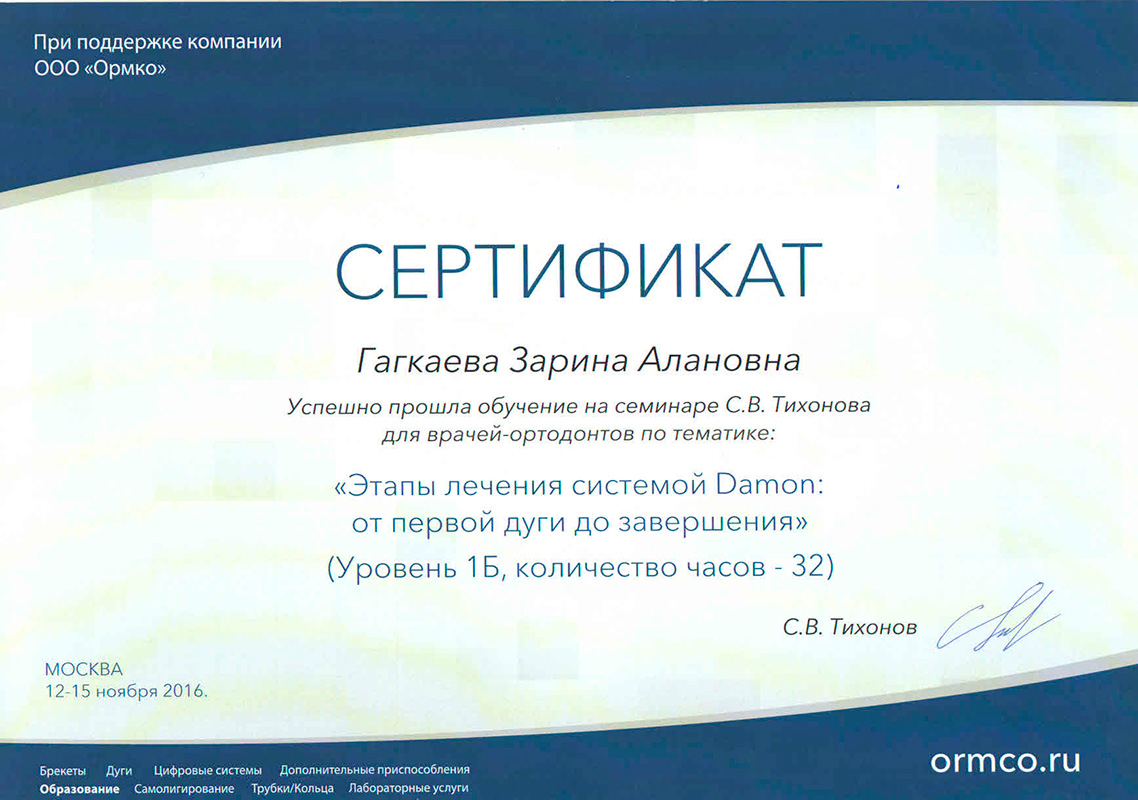 При поддержке компании
ООО «Ормко»
СЕРТИФИКАТ
Гагкаева Зарина Алановна
Успешно прошла обучение на семинаре С.В. Тихонова
для врачей-ортодонтов по тематике:
«Этапы лечения системой Damon:
от первой дуги до завершения»
(Уровень 1Б, количество часов - 32)
С.В. Тихонов
МОСКВА
12-15 ноября 2016.
ormco.ru
Брекеты Дуги Цифровые системы Дополнительные приспособления
Образование Самолигирование Трубки/Кольца Лабораторные услуги